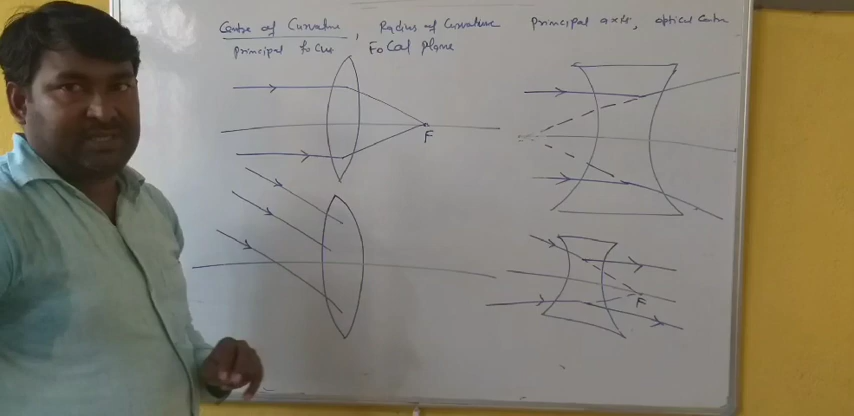 Centre of Curvature, Radius of Curvature Principal axis, optical Centre
Principal focus Focal plane
F
F